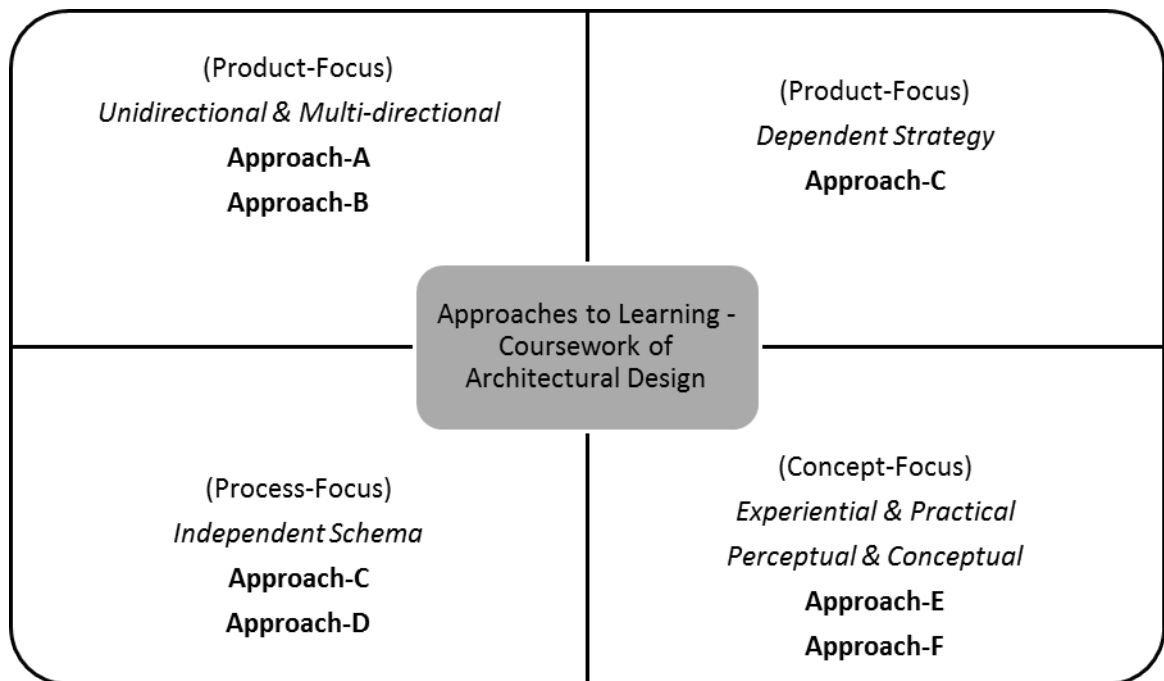 (Product-Focus)
Unidirectional & Multi-directional
Approach-A
Approach-B
(Product-Focus)
Dependent Strategy
Approach-C
Approaches to Learning -
Coursework of
Architectural Design
(Process-Focus)
Independent Schema
Approach-C
Approach-D
(Concept-Focus)
Experiential & Practical
Perceptual & Conceptual
Approach-E
Approach-F